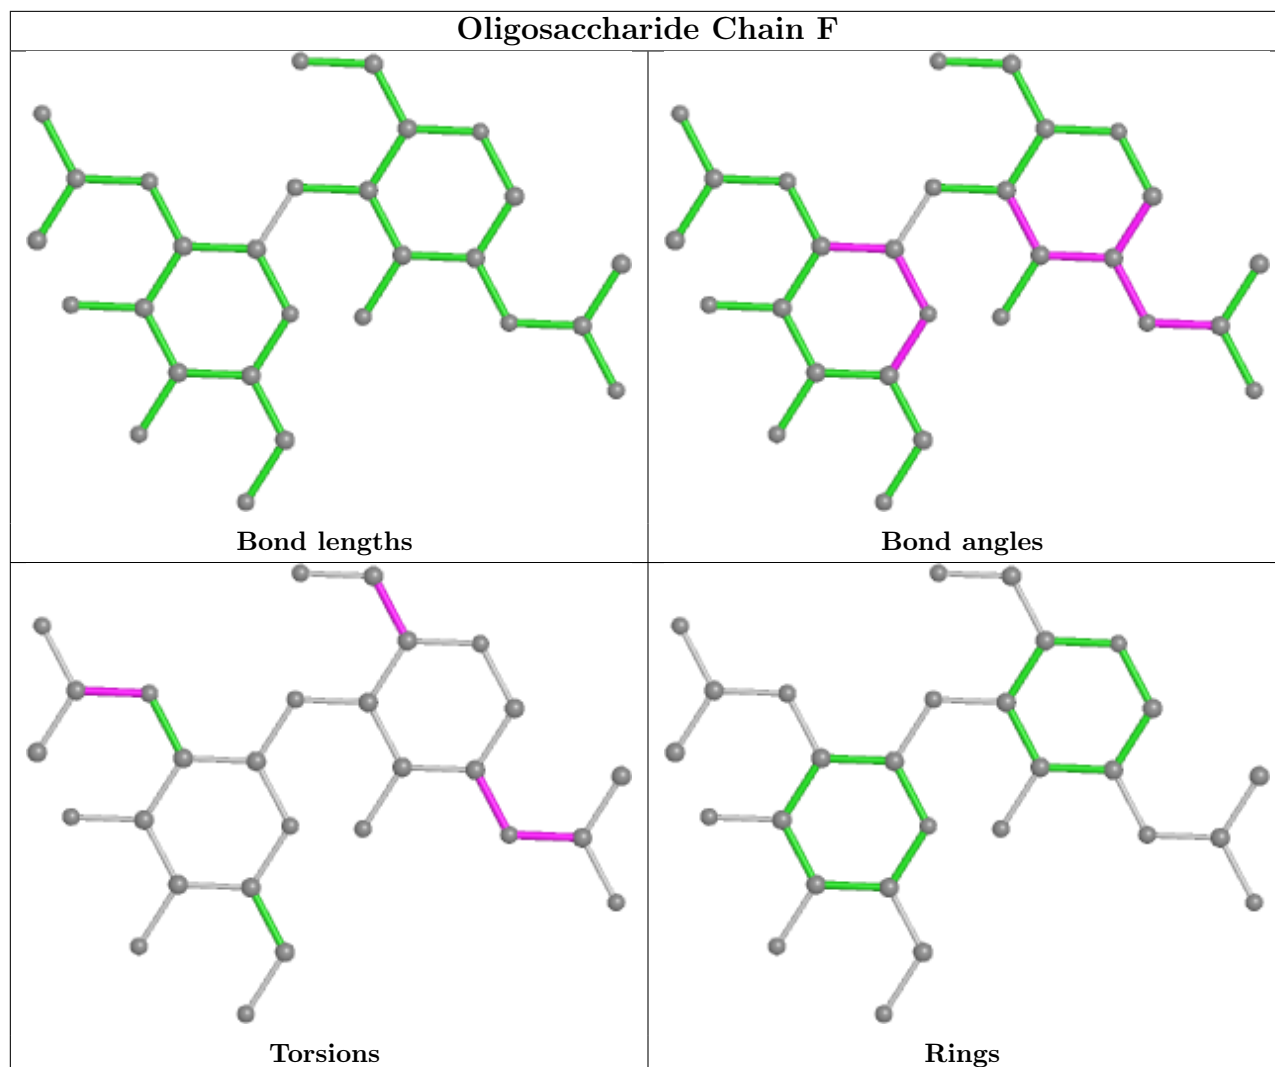 Oligosaccharide Chain F
Bond lengths
Bond angles
Torsions
Rings